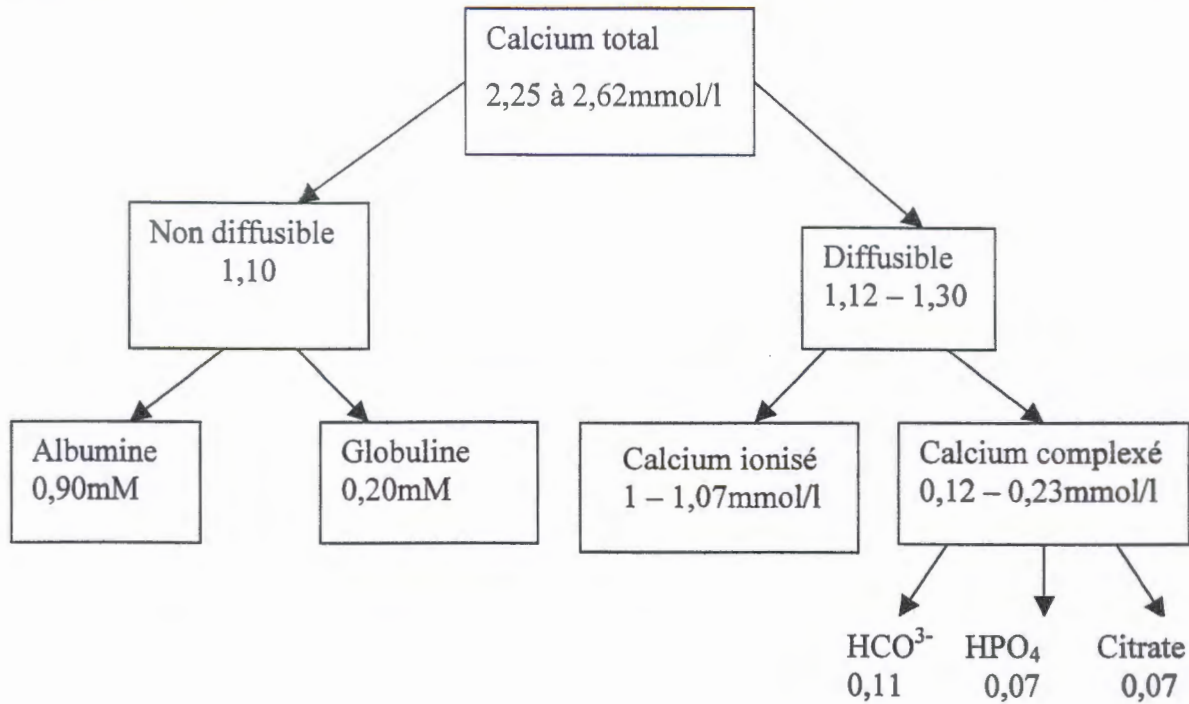 Calcium total
2,25 à 2,62mmol/l
Non diffusible
1,10
Diffusible
1,12 – 1,30
Albumine
0,90mM
Globuline
0,20mM
Calcium ionisé
1 – 1,07mmol/l
Calcium complexé
0,12 – 0,23mmol/l
HCO³⁻
0,11
HPO₄
0,07
Citrate
0,07